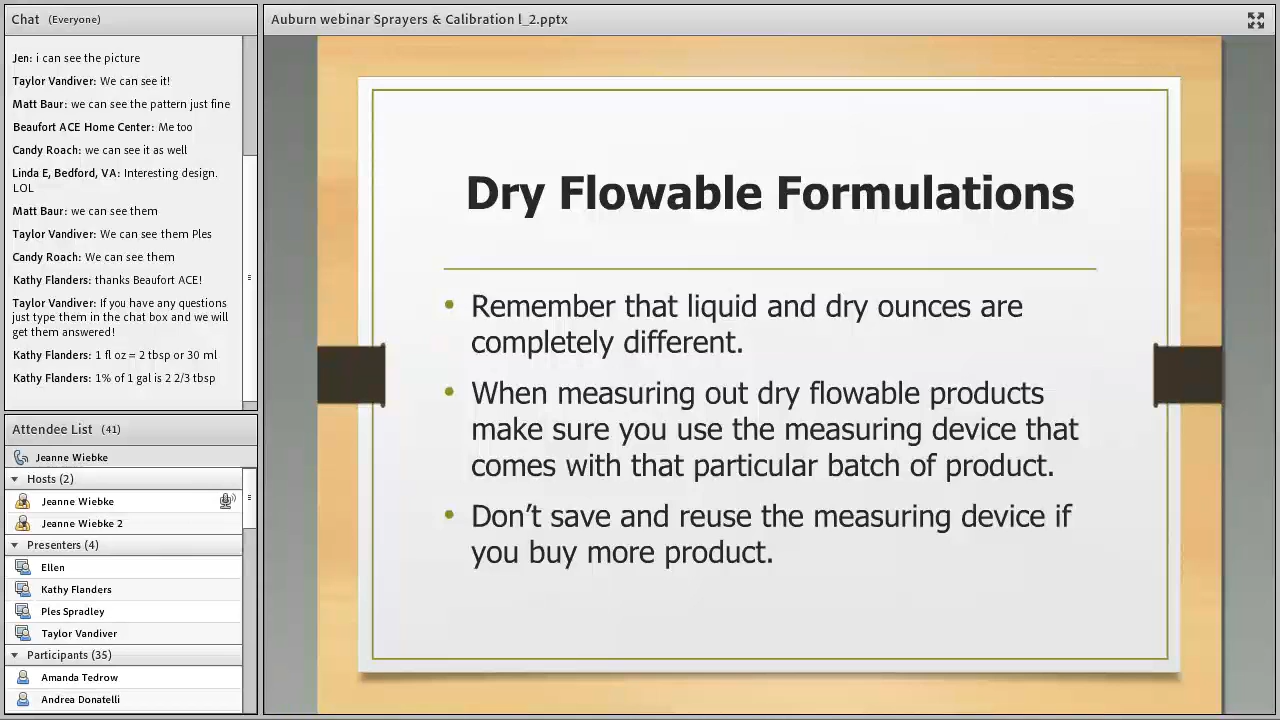 Chat (Everyone)
Jen: i can see the picture
Taylor Vandiver: We can see it!
Matt Baur: we can see the pattern just fine
Beaufort ACE Home Center: Me too
Candy Roach: we can see it as well
Linda E, Bedford, VA: Interesting design.
LOL
Matt Baur: we can see them
Taylor Vandiver: We can see them Ples
Candy Roach: We can see them
Kathy Flanders: thanks Beaufort ACE!
Taylor Vandiver: If you have any questions
just type them in the chat box and we will
get them answered!
Kathy Flanders: 1 fl oz = 2 tbsp or 30 ml
Kathy Flanders: 1% of 1 gal is 2 2/3 tbsp
Attendee List (41)
Jeanne Wiebke
Hosts (2)
Jeanne Wiebke
Jeanne Wiebke 2
Presenters (4)
Ellen
Kathy Flanders
Ples Spradley
Taylor Vandiver
Participants (35)
Amanda Tedrow
Andrea Donatelli
Auburn webinar Sprayers & Calibration l_2.pptx
Dry Flowable Formulations
• Remember that liquid and dry ounces are
completely different.
• When measuring out dry flowable products
make sure you use the measuring device that
comes with that particular batch of product.
• Don’t save and reuse the measuring device if
you buy more product.